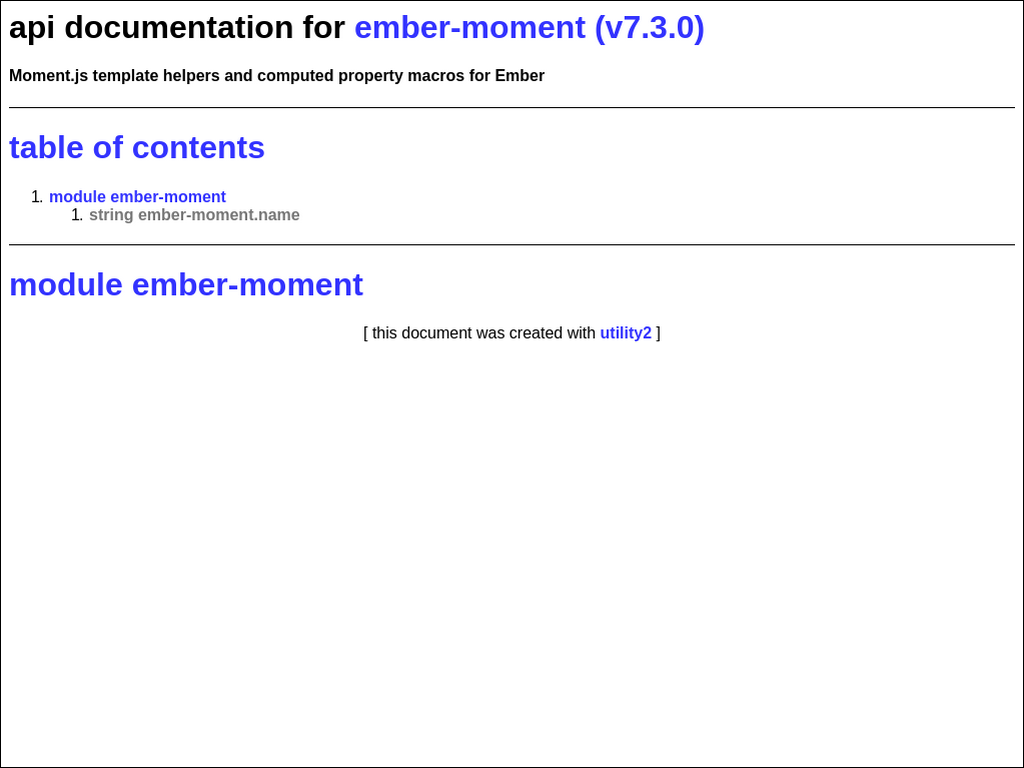 api documentation for ember-moment (v7.3.0)
Moment.js template helpers and computed property macros for Ember
table of contents
1. module ember-moment
1. string ember-moment.name
module ember-moment
[ this document was created with utility2 ]